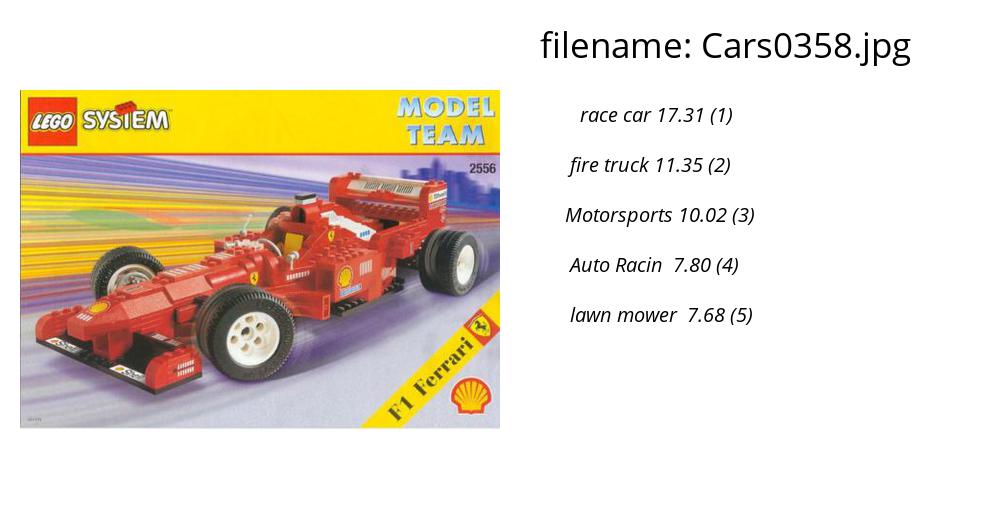 filename: Cars0358.jpg
LEGO SYSTEM
MODEL
TEAM
2556
F1 Ferrari
race car 17.31 (1)
fire truck 11.35 (2)
Motorsports 10.02 (3)
Auto Racin 7.80 (4)
lawn mower 7.68 (5)